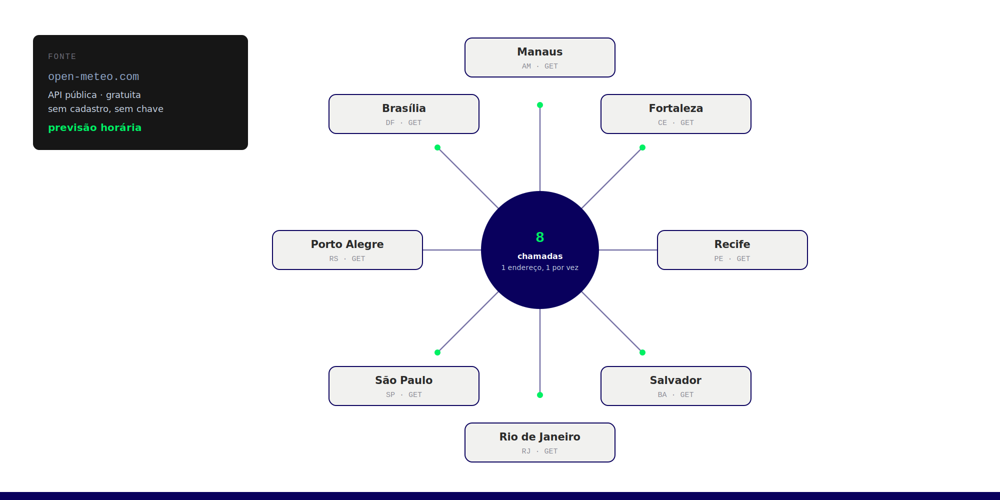 FONTE
open-meteo.com
API pública · gratuita
sem cadastro, sem chave
previsão horária
Manaus
AM · GET
Brasília
DF · GET
Fortaleza
CE · GET
Porto Alegre
RS · GET
8
chamadas
1 endereço, 1 por vez
Recife
PE · GET
São Paulo
SP · GET
Salvador
BA · GET
Rio de Janeiro
RJ · GET